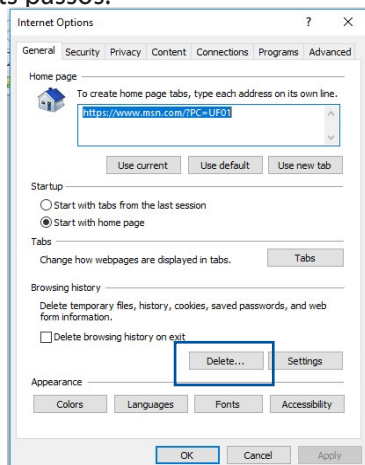 ts passos.
Internet Options ? X
General Security Privacy Content Connections Programs Advanced
Home page
To create home page tabs, type each address on its own line.
https://www.msn.com/?PC=UF01
Use current Use default Use new tab
Startup
Start with tabs from the last session
Start with home page
Tabs
Change how webpages are displayed in tabs. Tabs
Browsing history
Delete temporary files, history, cookies, saved passwords, and web
form information.
Delete browsing history on exit
Delete... Settings
Appearance
Colors Languages Fonts Accessibility
OK Cancel Apply